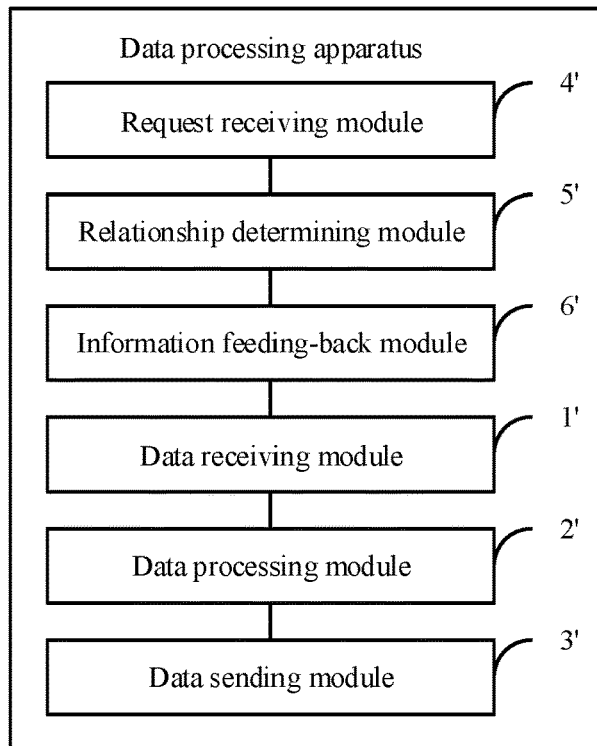 Data processing apparatus
4'
Request receiving module
5'
Relationship determining module
6'
Information feeding-back module
1'
Data receiving module
2'
Data processing module
3'
Data sending module